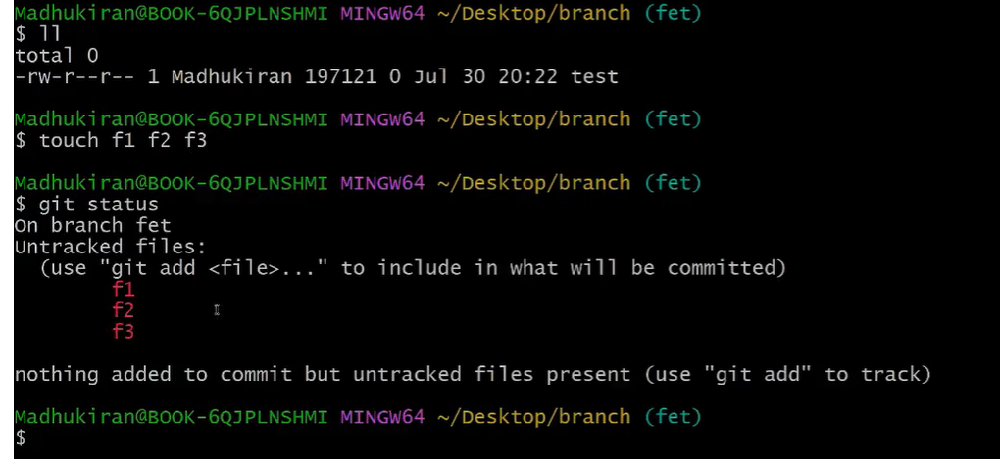 Madhukiran@BOOK-6QJPLNSHMI MINGW64 ~/Desktop/branch (fet)
$ ll
total 0
-rw-r--r-- 1 Madhukiran 197121 0 Jul 30 20:22 test
Madhukiran@BOOK-6QJPLNSHMI MINGW64 ~/Desktop/branch (fet)
$ touch f1 f2 f3
Madhukiran@BOOK-6QJPLNSHMI MINGW64 ~/Desktop/branch (fet)
$ git status
On branch fet
Untracked files:
  (use "git add <file>..." to include in what will be committed)
        f1
        f2
        f3
nothing added to commit but untracked files present (use "git add" to track)
Madhukiran@BOOK-6QJPLNSHMI MINGW64 ~/Desktop/branch (fet)
$